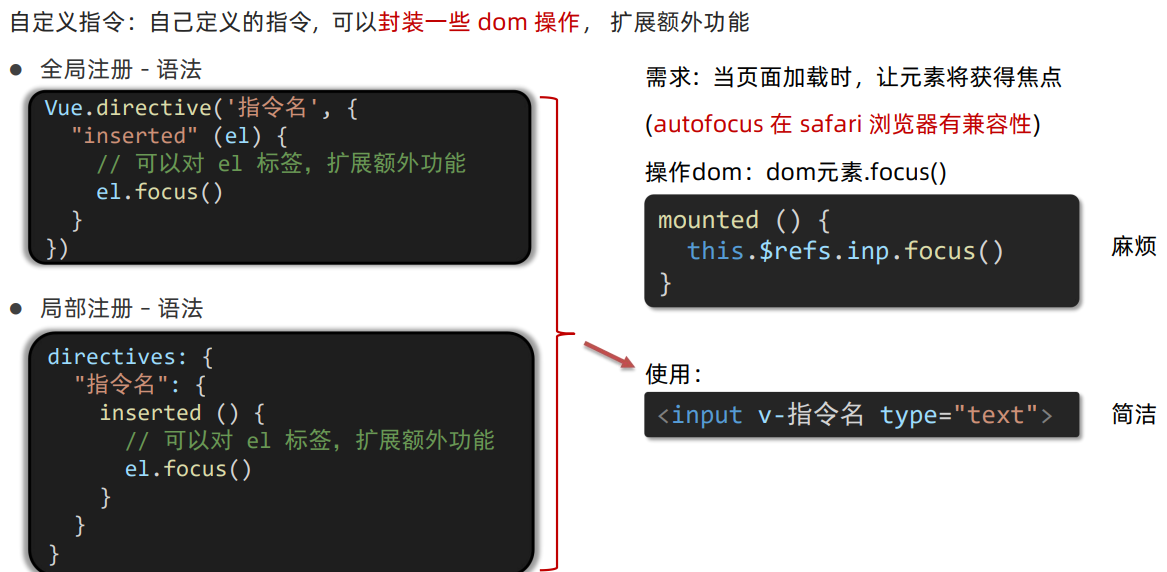 自定义指令：自己定义的指令, 可以封装一些 dom 操作， 扩展额外功能
● 全局注册 - 语法
Vue.directive('指令名', {
  "inserted" (el) {
    // 可以对 el 标签，扩展额外功能
    el.focus()
  }
})
● 局部注册 – 语法
directives: {
  "指令名": {
    inserted () {
      // 可以对 el 标签，扩展额外功能
      el.focus()
    }
  }
}
需求：当页面加载时，让元素将获得焦点
(autofocus 在 safari 浏览器有兼容性)
操作dom：dom元素.focus()
mounted () {
  this.$refs.inp.focus()
}
麻烦
使用：
<input v-指令名 type="text">
简洁